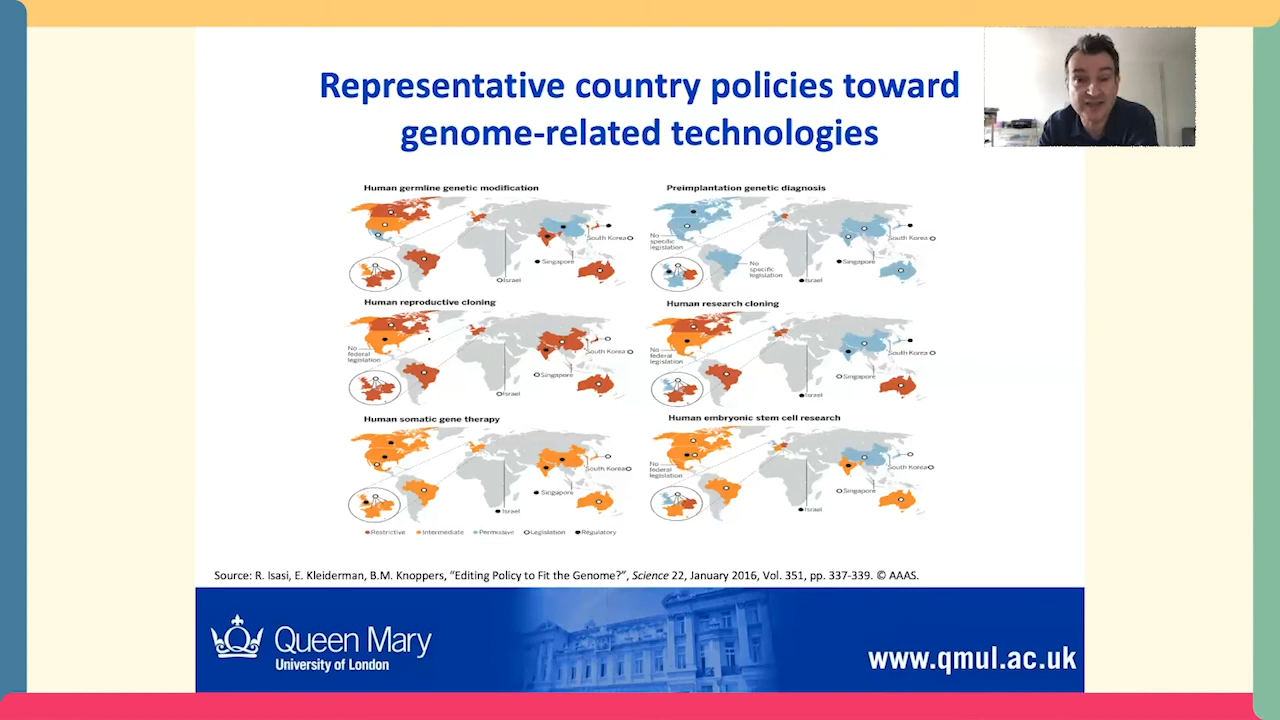 Representative country policies toward
genome-related technologies
Human germline genetic modification
South Korea
Singapore
Israel
Preimplantation genetic diagnosis
No
specific
legislation
No
specific
legislation
South Korea
Singapore
Israel
Human reproductive cloning
No
federal
legislation
South Korea
Singapore
Israel
Human research cloning
No
federal
legislation
South Korea
Singapore
Israel
Human somatic gene therapy
South Korea
Singapore
Israel
Human embryonic stem cell research
No
federal
legislation
South Korea
Singapore
Israel
Restrictive Intermediate Permissive Legislation Regulatory
Source: R. Isasi, E. Kleiderman, B.M. Knoppers, “Editing Policy to Fit the Genome?”, Science 22, January 2016, Vol. 351, pp. 337-339. © AAAS.
Queen Mary
University of London
www.qmul.ac.uk